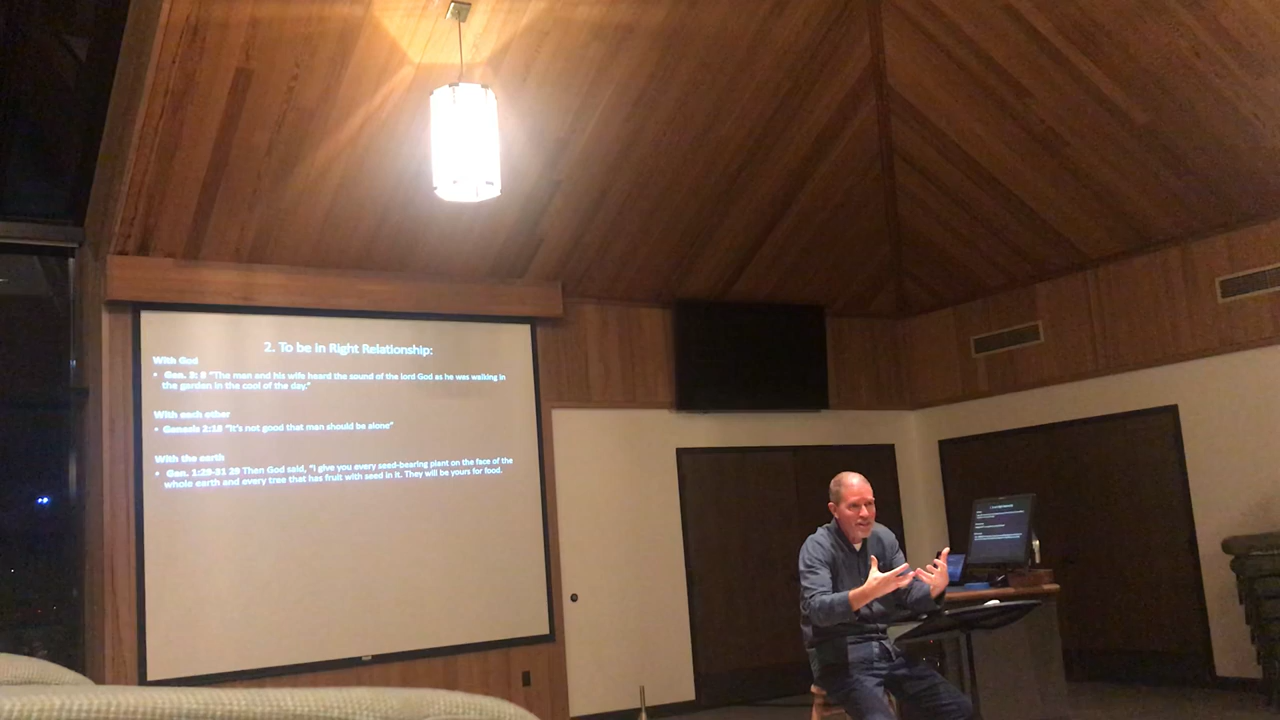 2. To be in Right Relationship:
With God
• Gen. 3: 8 "The man and his wife heard the sound of the lord God as he was walking in
the garden in the cool of the day."
With each other
• Genesis 2:18 "It's not good that man should be alone"
With the earth
• Gen. 1:29-31 29 Then God said, "I give you every seed-bearing plant on the face of the
whole earth and every tree that has fruit with seed in it. They will be yours for food.